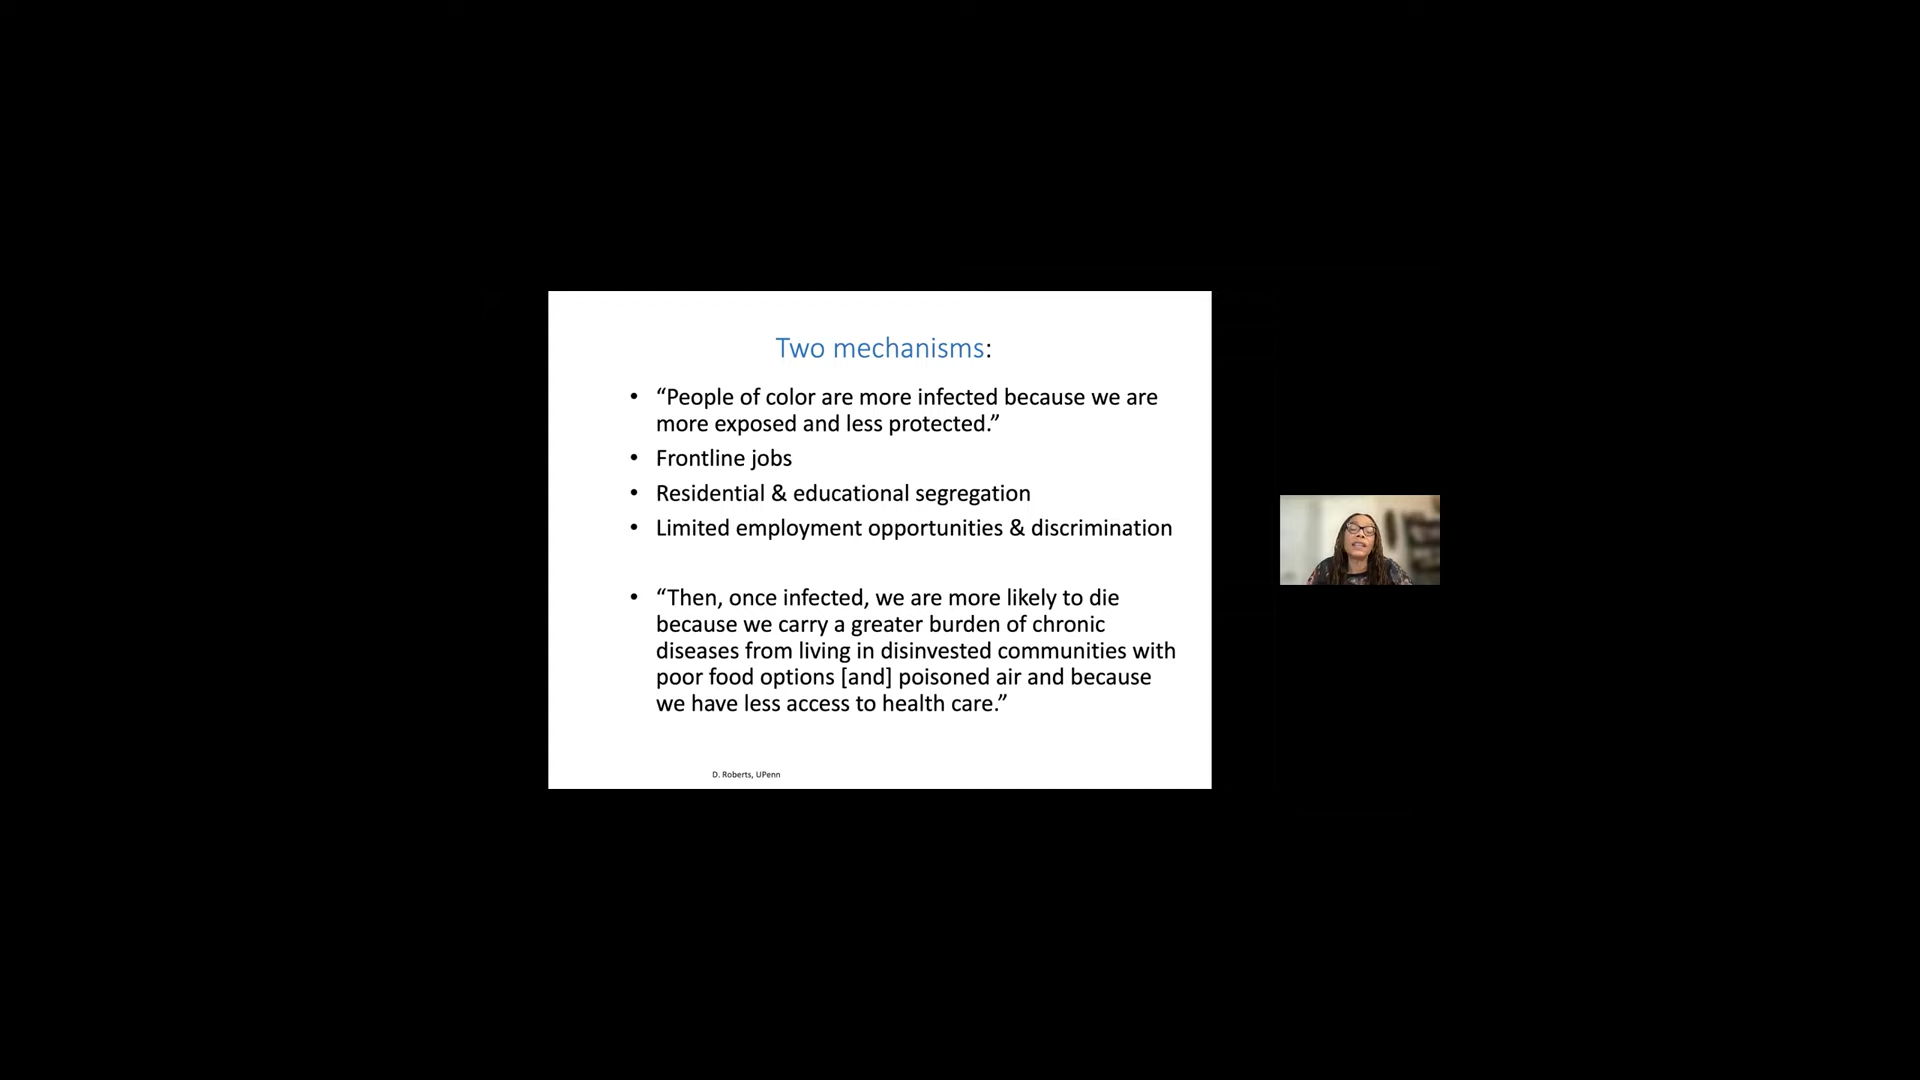 Two mechanisms:
• “People of color are more infected because we are
more exposed and less protected.”
• Frontline jobs
• Residential & educational segregation
• Limited employment opportunities & discrimination
• “Then, once infected, we are more likely to die
because we carry a greater burden of chronic
diseases from living in disinvested communities with
poor food options [and] poisoned air and because
we have less access to health care.”
D. Roberts, UPenn